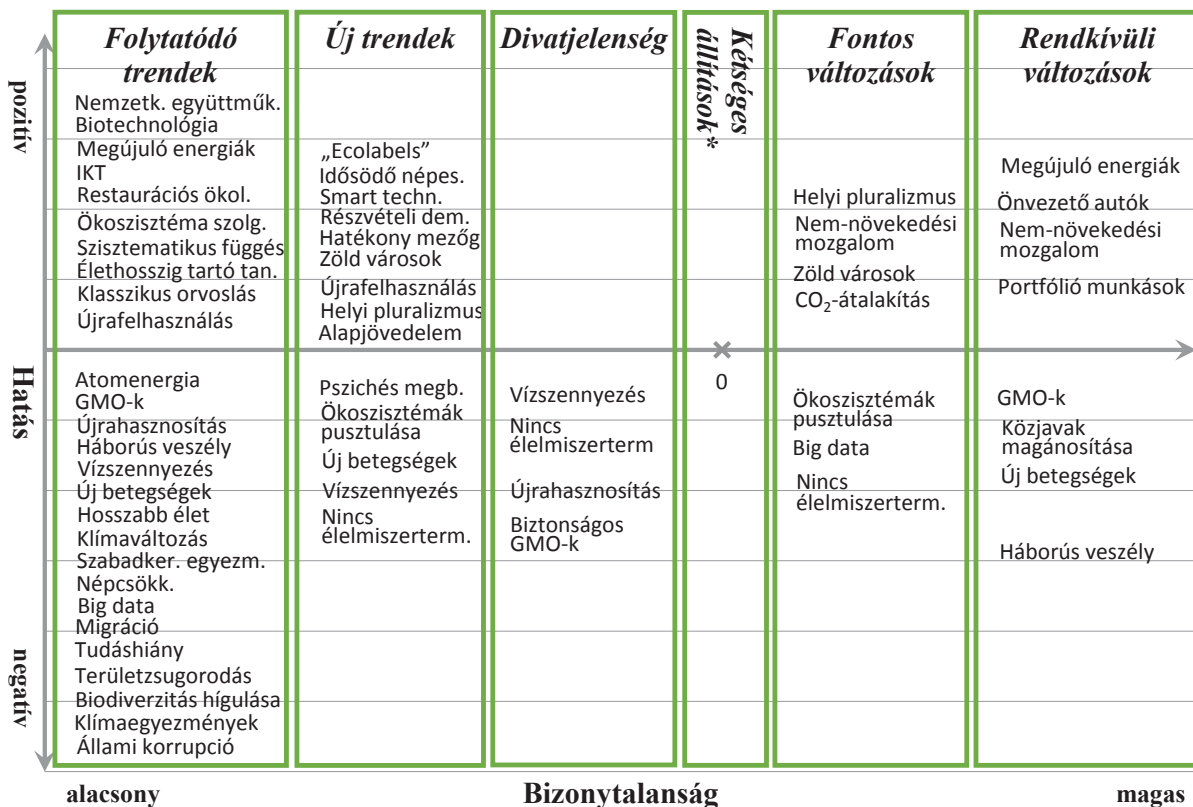 Folytatódó
trendek
Nemzetk. együttműk.
Biotechnológia
Megújuló energiák
IKT
Restaurációs ökol.
Ökoszisztéma szolg.
Szisztematikus függés
Élethosszig tartó tan.
Klasszikus orvoslás
Újrafelhasználás
Atomenergia
GMO-k
Újrahasznosítás
Háborús veszély
Vízszennyezés
Új betegségek
Hosszabb élet
Klímaváltozás
Szabadker. egyezm.
Népcsökk.
Big data
Migráció
Tudáshiány
Területzsugorodás
Biodiverzitás hígulása
Klímaegyezmények
Állami korrupció
Új trendek
„Ecolabels”
Idősödő népes.
Smart techn.
Részvételi dem.
Hatékony mezőg
Zöld városok
Újrafelhasználás
Helyi pluralizmus
Alapjövedelem
Pszichés megb.
Ökoszisztémák
pusztulása
Új betegségek
Vízszennyezés
Nincs
élelmiszerterm.
Divatjelenség
Vízszennyezés
Nincs
élelmiszerterm
Újrahasznosítás
Biztonságos
GMO-k
Kétséges
állítások*
0
Fontos
változások
Helyi pluralizmus
Nem-növekedési
mozgalom
Zöld városok
CO₂-átalakítás
Ökoszisztémák
pusztulása
Big data
Nincs
élelmiszerterm.
Rendkívüli
változások
Megújuló energiák
Önvezető autók
Nem-növekedési
mozgalom
Portfólió munkások
GMO-k
Közjavak
magánosítása
Új betegségek
Háborús veszély
pozitív
Hatás
negatív
alacsony
Bizonytalanság
magas